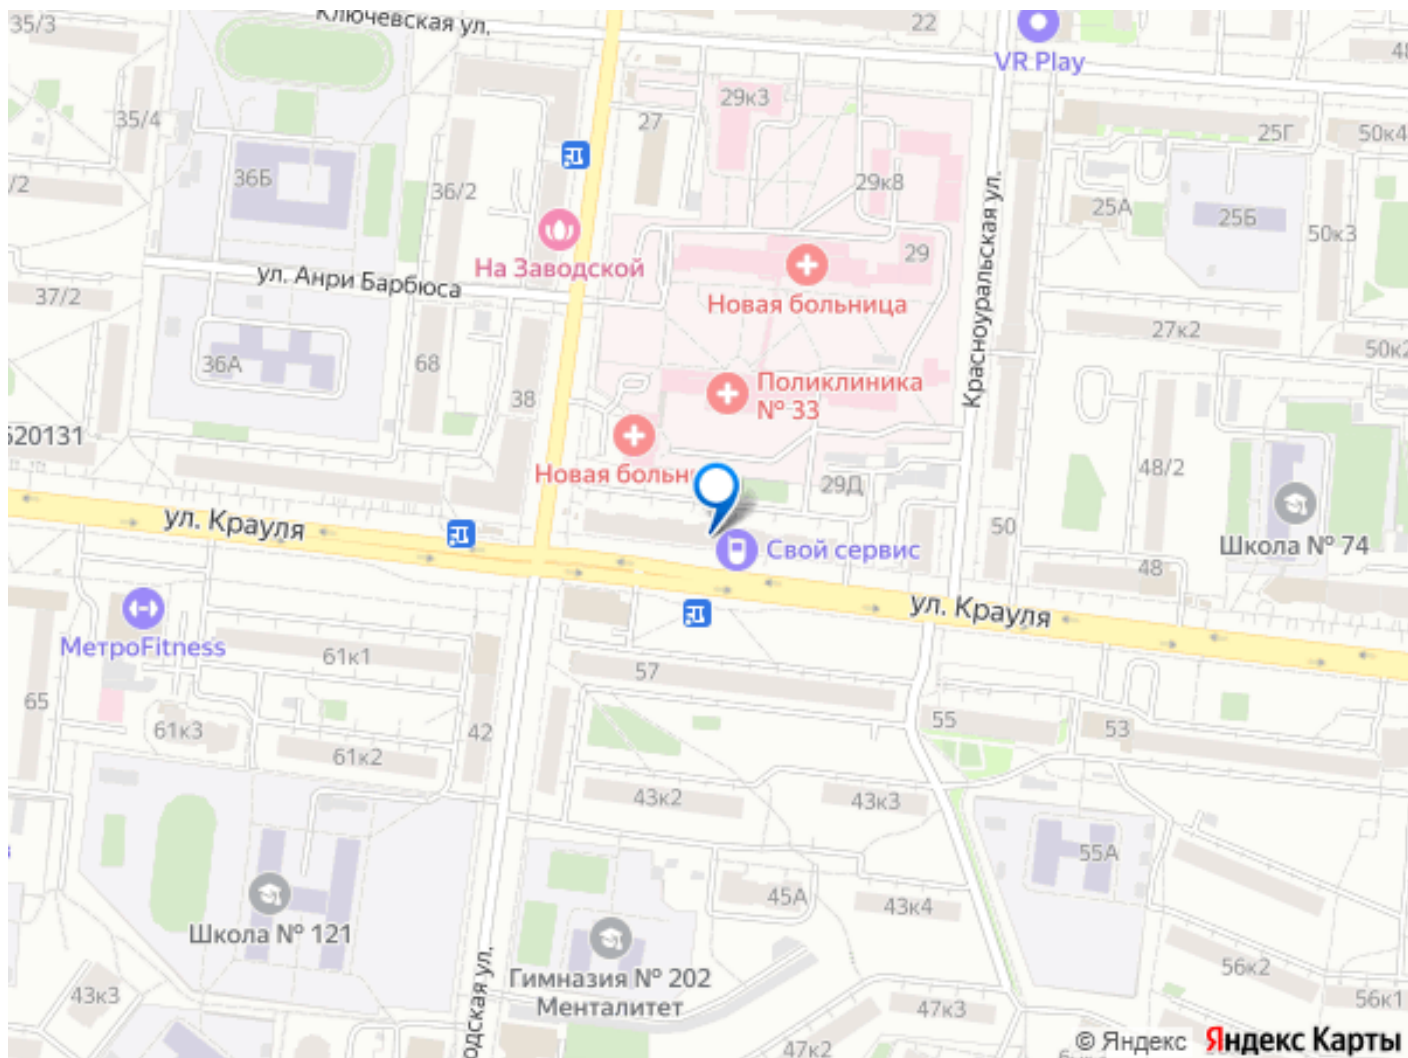 35/3
Ключевская ул.
22
VR Play
48
29к3
35/4
27
25Г
50к4
/2
36Б
36/2
29к8
25А
25Б
50к3
На Заводской
29
ул. Анри Барбюса
37/2
Новая больница
Красноуральская ул.
27к2
50к2
36А
68
38
Поликлиника
№ 33
620131
48/2
Новая больн
29Д
ул. Крауля
50
Школа № 74
Свой сервис
48
ул. Крауля
МетроFitness
61к1
57
65
61к3
42
61к2
55
53
43к2
43к3
55А
45А
43к4
Школа № 121
Гимназия № 202
Менталитет
56к2
43к3
одская ул.
47к3
56к1
47к2
© Яндекс Яндекс Карты